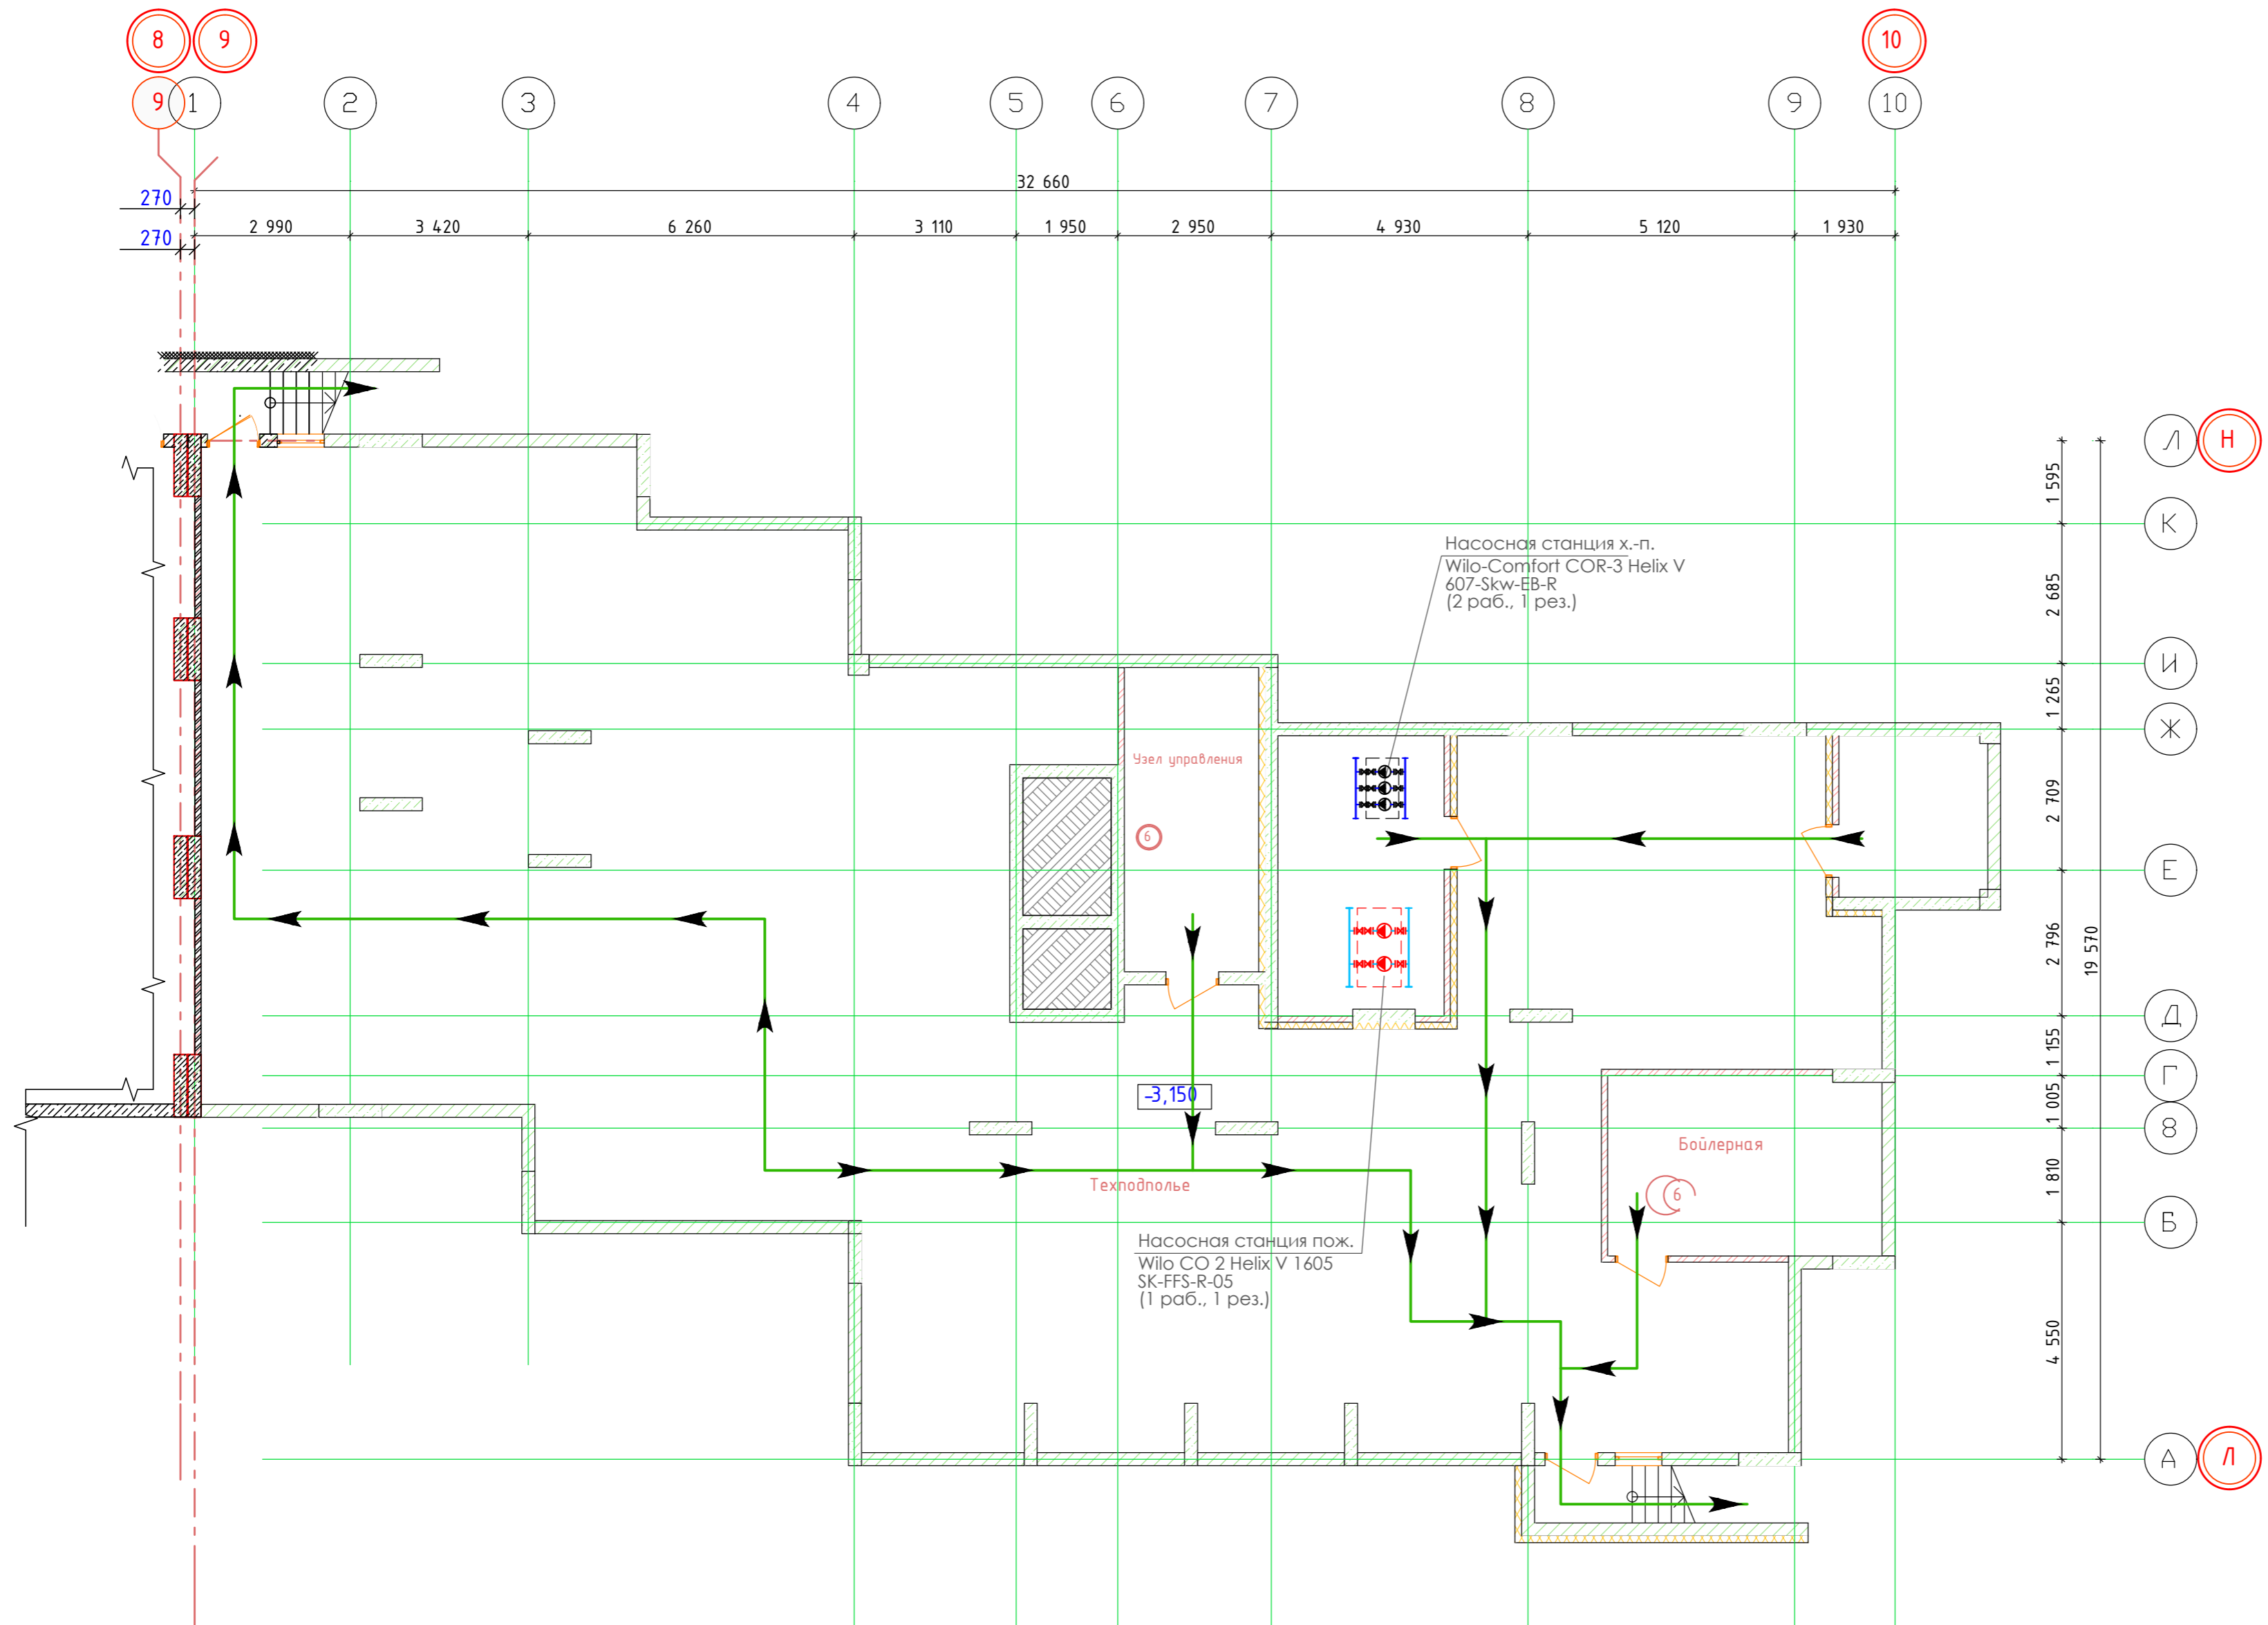 8 9 10
9 1 2 3 4 5 6 7 8 9 10
32 660
270
270
2 990 3 420 6 260 3 110 1 950 2 950 4 930 5 120 1 930
Л Н
1 595
К
Насосная станция х.-п.
Wilo-Comfort COR-3 Helix V
607-Skw-EB-R
(2 раб., 1 рез.)
2 685
И
1 265
Ж
Узел управления
2 709
6
Е
2 796
19 570
Д
1 155
Г
-3,150
1 005
8
Бойлерная
1 810
Техподполье
6
Б
Насосная станция пож.
Wilo CO 2 Helix V 1605
SK-FFS-R-05
(1 раб., 1 рез.)
4 550
А Л